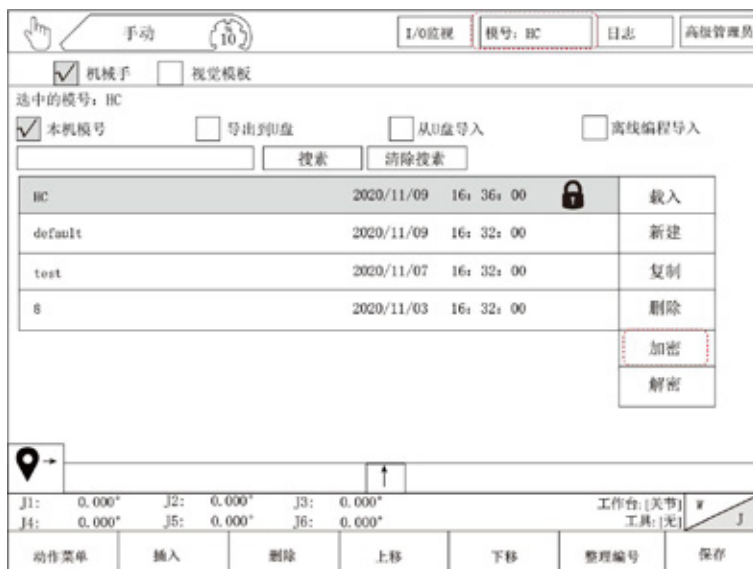 手动 % 10 I/O监视 模号：HC 日志 高级管理员
机械手 视觉模板
选中的模号：HC
本机模号 导出到U盘 从U盘导入 离线编程导入
搜索 清除搜索
HC 2020/11/09 16：36：00 载入
default 2020/11/09 16：32：00 新建
test 2020/11/07 16：32：00 复制
8 2020/11/03 16：32：00 删除
加密
解密
J1: 0.000° J2: 0.000° J3: 0.000° 工作台:[关节] W
J4: 0.000° J5: 0.000° J6: 0.000° 工具:[无] J
动作菜单 插入 删除 上移 下移 整理编号 保存